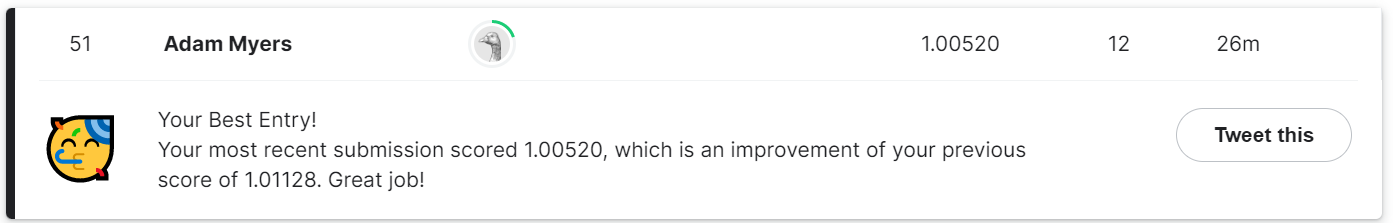 51 Adam Myers 1.00520 12 26m
Your Best Entry!
Your most recent submission scored 1.00520, which is an improvement of your previous
score of 1.01128. Great job!
Tweet this